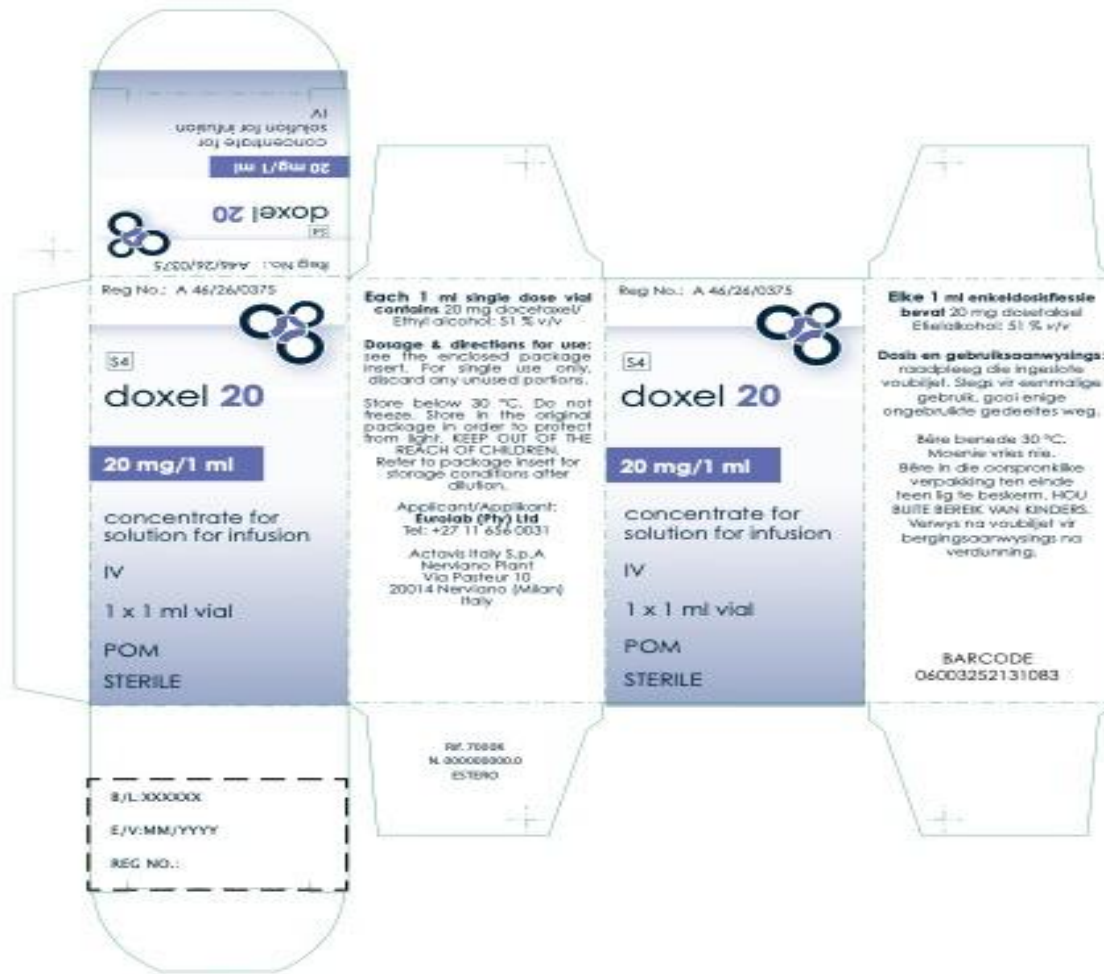 Reg No.: A46/26/0375
S4
doxel 20
20 mg/1 ml
concentrate for
solution for infusion
IV
Reg No.: A 46/26/0375
S4
doxel 20
20 mg/1 ml
concentrate for
solution for infusion
IV
1 x 1 ml vial
POM
STERILE
B/L:XXXXXX
E/V:MM/YYYY
REG NO.:
Each 1 ml single dose vial
contains 20 mg docetaxel/
Ethyl alcohol: 51 % v/v
Dosage & directions for use:
see the enclosed package
insert. For single use only,
discard any unused portions.
Store below 30 °C. Do not
freeze. Store in the original
package in order to protect
from light. KEEP OUT OF THE
REACH OF CHILDREN.
Refer to package insert for
storage conditions after
dilution.
Applicant/Applikant:
Eurolab (Pty) Ltd
Tel: +27 11 656 0031
Actavis Italy S.p.A
Nerviano Plant
Via Pasteur 10
20014 Nerviano (Milan)
Italy
Rif.
N. 000000000.0
ESTERO
Reg No.: A 46/26/0375
S4
doxel 20
20 mg/1 ml
concentrate for
solution for infusion
IV
1 x 1 ml vial
POM
STERILE
Elke 1 ml enkeldosisflessie
bevat 20 mg dosetaksel
Etielalkohol: 51 % v/v
Dosis en gebruiksaanwysings:
raadpleeg die ingeslote
voubiljet. Slegs vir eenmalige
gebruik, gooi enige
ongebruikte gedeeltes weg.
Bêre benede 30 °C.
Moenie vries nie.
Bêre in die oorspronklike
verpakking ten einde
teen lig te beskerm. HOU
BUITE BEREIK VAN KINDERS.
Verwys na voubiljet vir
bergingsaanwysings na
verdunning.
BARCODE
06003252131083